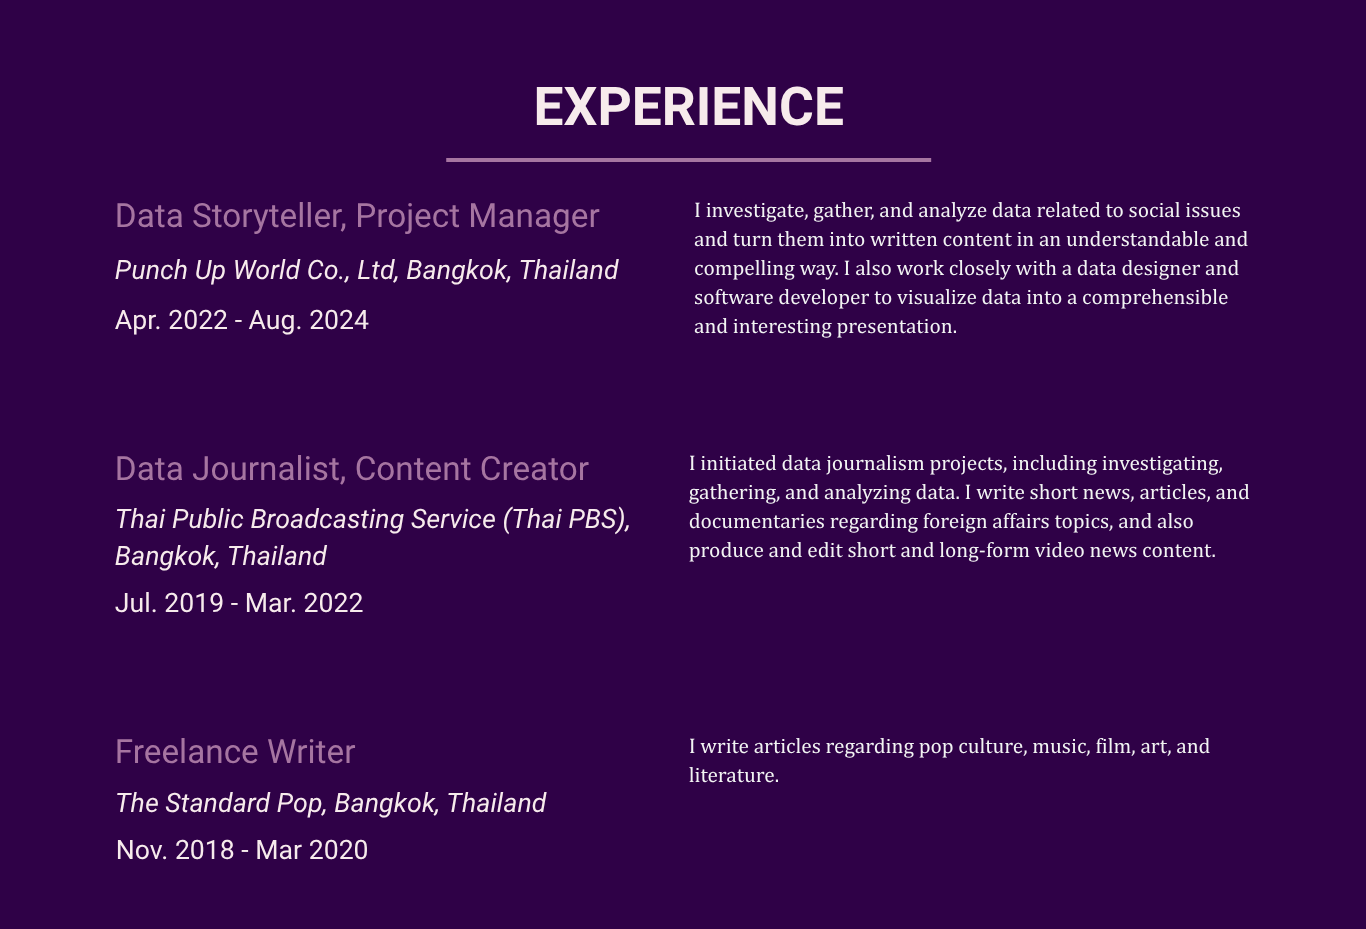 EXPERIENCE
Data Storyteller, Project Manager
Punch Up World Co., Ltd, Bangkok, Thailand
Apr. 2022 - Aug. 2024
I investigate, gather, and analyze data related to social issues
and turn them into written content in an understandable and
compelling way. I also work closely with a data designer and
software developer to visualize data into a comprehensible
and interesting presentation.
Data Journalist, Content Creator
Thai Public Broadcasting Service (Thai PBS),
Bangkok, Thailand
Jul. 2019 - Mar. 2022
I initiated data journalism projects, including investigating,
gathering, and analyzing data. I write short news, articles, and
documentaries regarding foreign affairs topics, and also
produce and edit short and long-form video news content.
Freelance Writer
The Standard Pop, Bangkok, Thailand
Nov. 2018 - Mar 2020
I write articles regarding pop culture, music, film, art, and
literature.